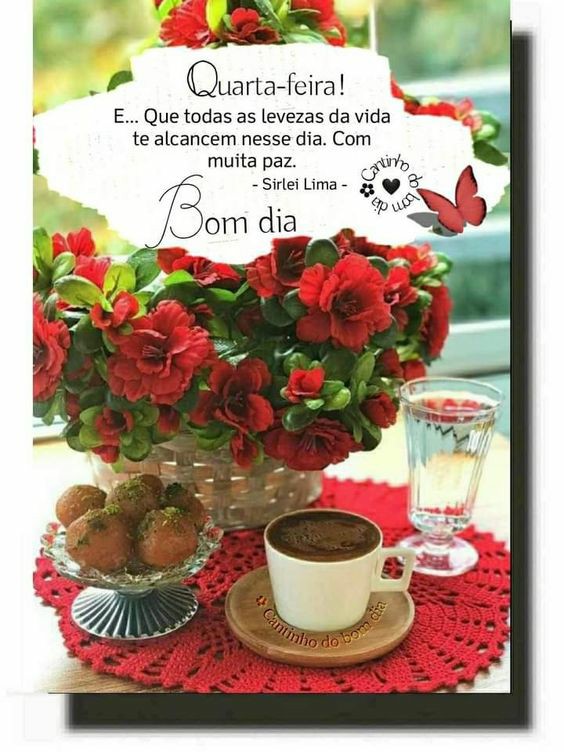 Quarta-feira!
E... Que todas as levezas da vida
te alcancem nesse dia. Com
muita paz.
- Sirlei Lima -
Cantinho do bom dia
Bom dia
Cantinho do bom dia